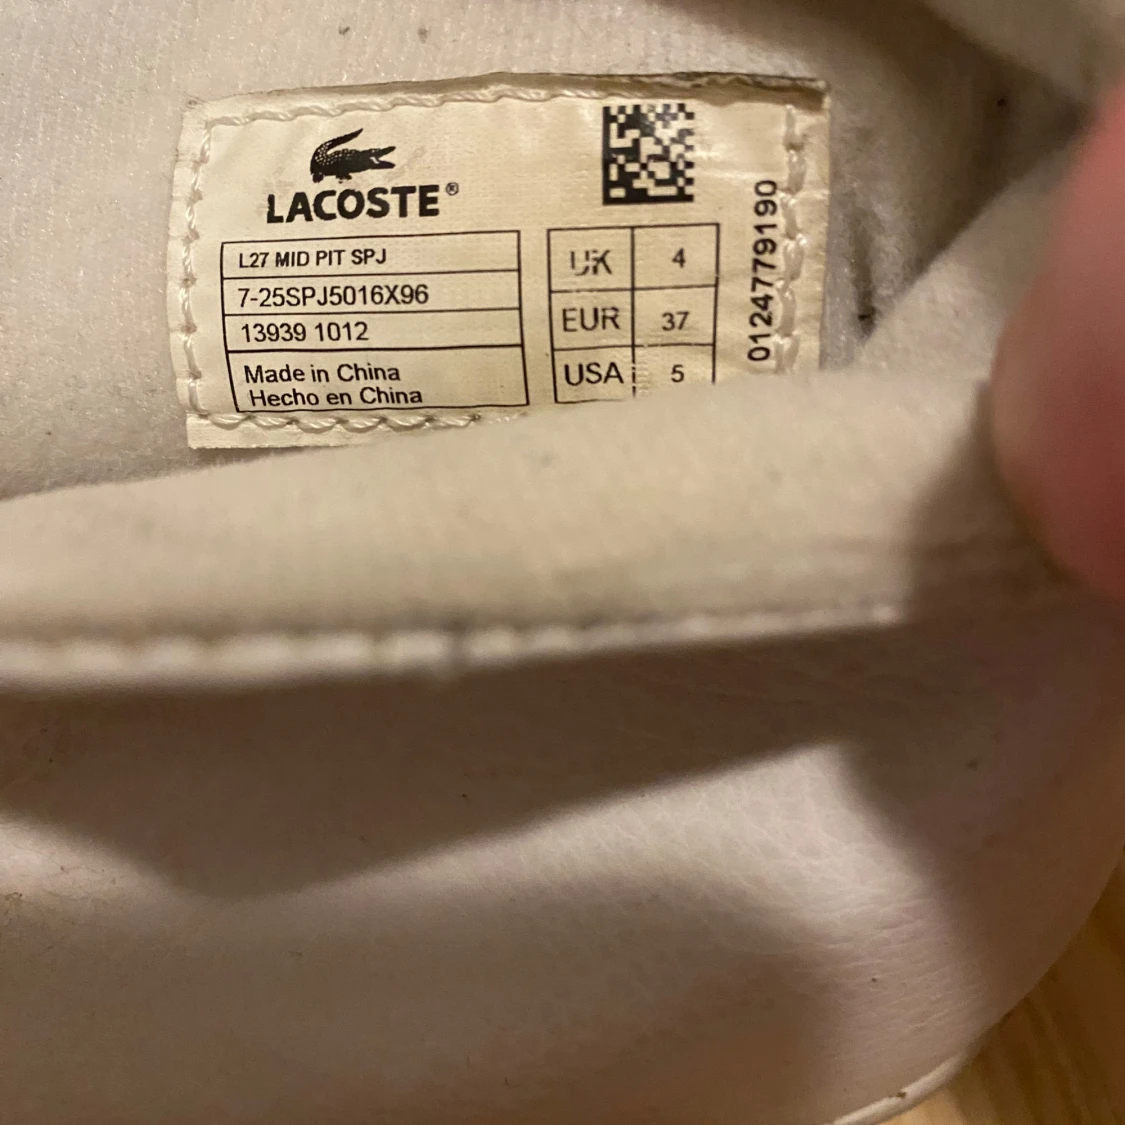 LACOSTE®
L27 MID PIT SPJ
7-25SPJ5016X96
13939 1012
Made in China
Hecho en China
UK 4
EUR 37
USA 5
0124779190